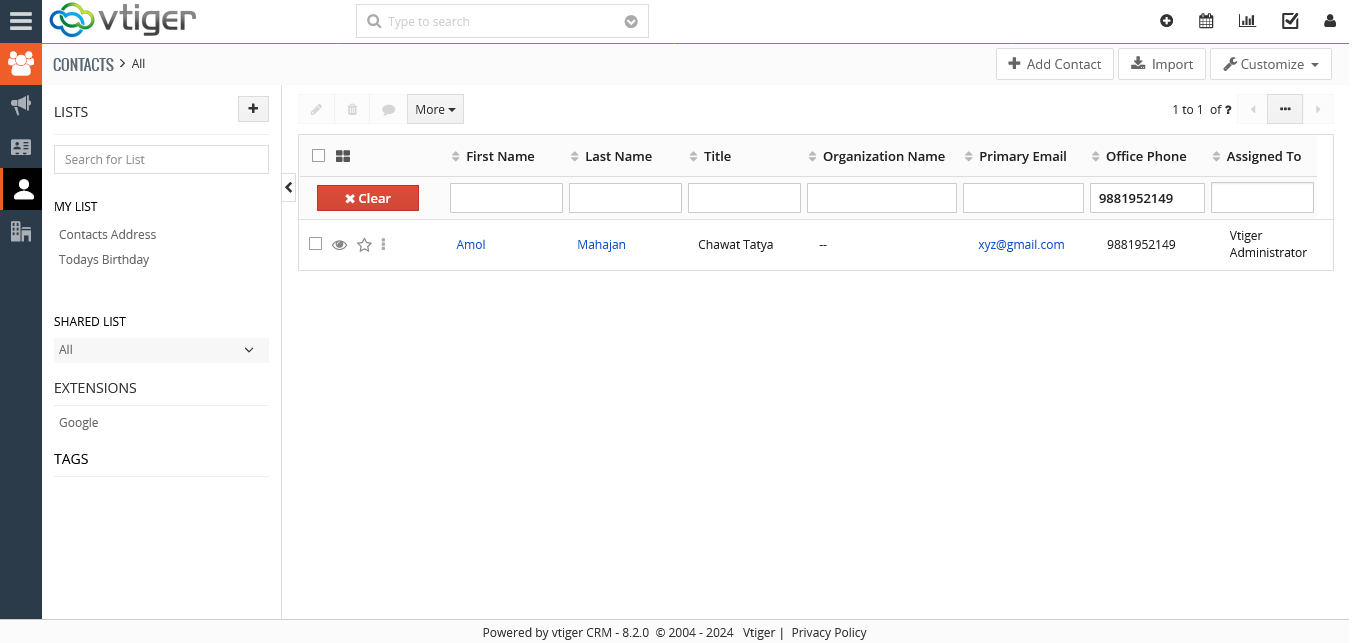 vtiger
Type to search
CONTACTS > All
Add Contact
Import
Customize
LISTS
Search for List
MY LIST
Contacts Address
Todays Birthday
SHARED LIST
All
EXTENSIONS
Google
TAGS
More
1 to 1 of ?
First Name Last Name Title Organization Name Primary Email Office Phone Assigned To
Clear 9881952149
Amol Mahajan Chawat Tatya -- xyz@gmail.com 9881952149 Vtiger
Administrator
Powered by vtiger CRM - 8.2.0 © 2004 - 2024 Vtiger | Privacy Policy